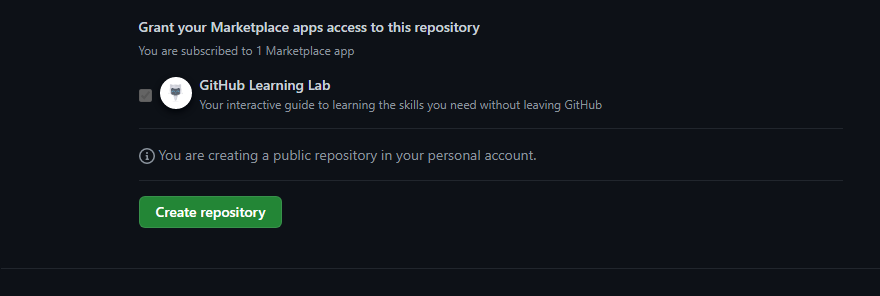 Grant your Marketplace apps access to this repository
You are subscribed to 1 Marketplace app
GitHub Learning Lab
Your interactive guide to learning the skills you need without leaving GitHub
You are creating a public repository in your personal account.
Create repository